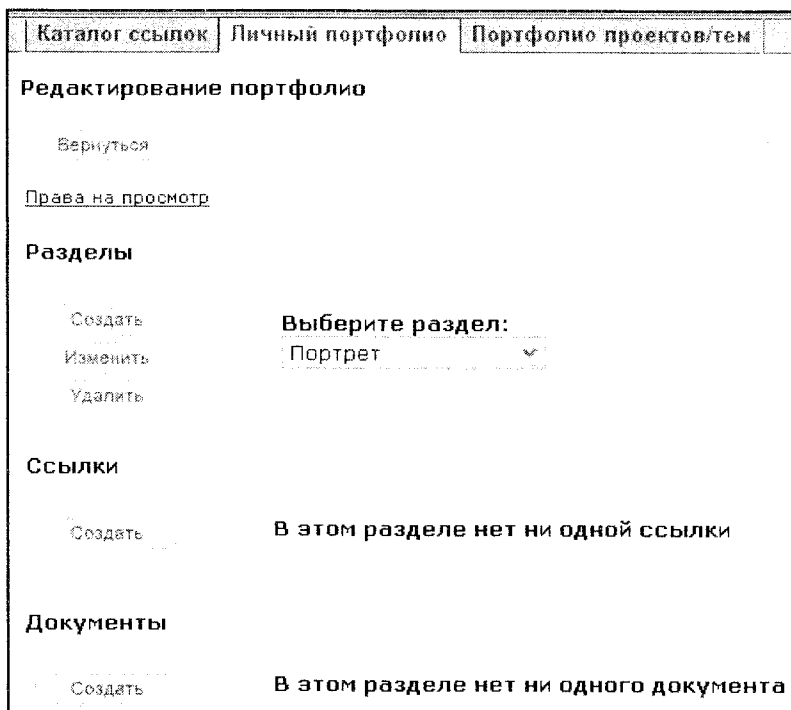 Каталог ссылок Личный портфолио Портфолио проектов/тем
Редактирование портфолио
Вернуться
Права на просмотр
Разделы
Создать Выберите раздел:
Изменить Портрет
Удалить
Ссылки
Создать В этом разделе нет ни одной ссылки
Документы
Создать В этом разделе нет ни одного документа